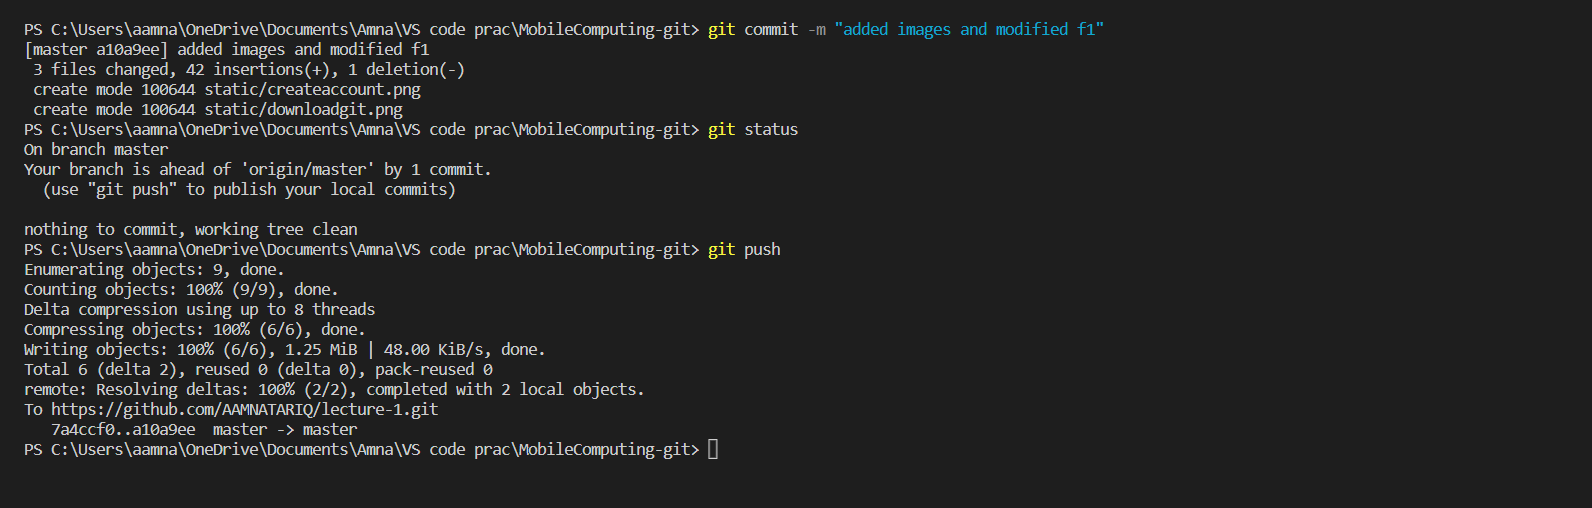 PS C:\Users\aamna\OneDrive\Documents\Amna\VS code prac\MobileComputing-git> git commit -m "added images and modified f1"
[master a10a9ee] added images and modified f1
 3 files changed, 42 insertions(+), 1 deletion(-)
 create mode 100644 static/createaccount.png
 create mode 100644 static/downloadgit.png
PS C:\Users\aamna\OneDrive\Documents\Amna\VS code prac\MobileComputing-git> git status
On branch master
Your branch is ahead of 'origin/master' by 1 commit.
  (use "git push" to publish your local commits)

nothing to commit, working tree clean
PS C:\Users\aamna\OneDrive\Documents\Amna\VS code prac\MobileComputing-git> git push
Enumerating objects: 9, done.
Counting objects: 100% (9/9), done.
Delta compression using up to 8 threads
Compressing objects: 100% (6/6), done.
Writing objects: 100% (6/6), 1.25 MiB | 48.00 KiB/s, done.
Total 6 (delta 2), reused 0 (delta 0), pack-reused 0
remote: Resolving deltas: 100% (2/2), completed with 2 local objects.
To https://github.com/AAMNATARIQ/lecture-1.git
   7a4ccf0..a10a9ee  master -> master
PS C:\Users\aamna\OneDrive\Documents\Amna\VS code prac\MobileComputing-git>